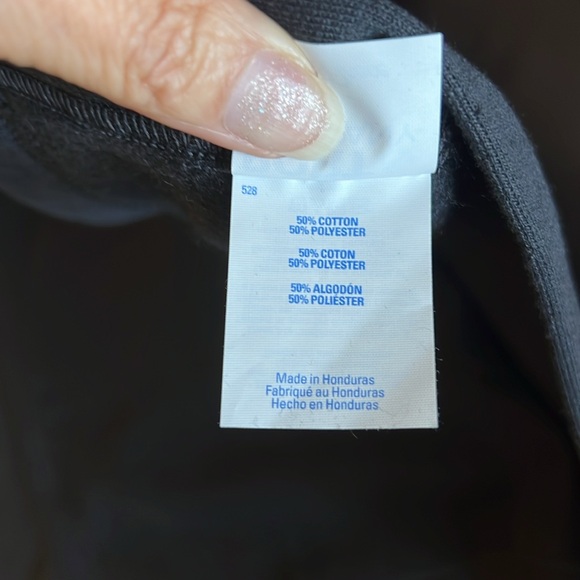 528
50% COTTON
50% POLYESTER
50% COTON
50% POLYESTER
50% ALGODÓN
50% POLIÉSTER
Made in Honduras
Fabriqué au Honduras
Hecho en Honduras